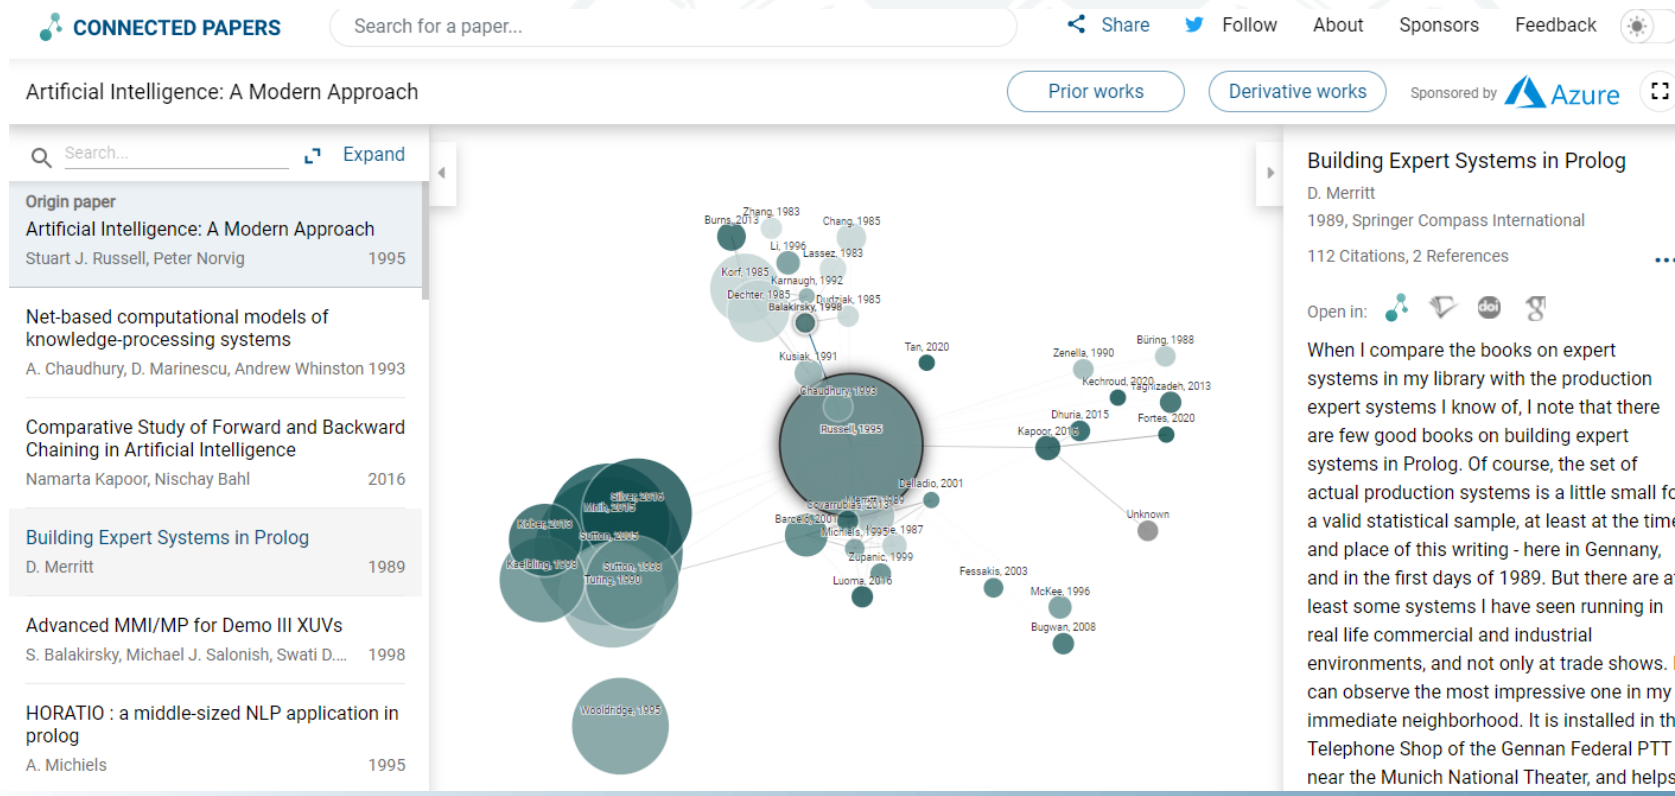 CONNECTED PAPERS
Search for a paper...
Share
Follow
About
Sponsors
Feedback
Artificial Intelligence: A Modern Approach
Prior works
Derivative works
Sponsored by
Azure
Search...
Expand
Origin paper
Artificial Intelligence: A Modern Approach
Stuart J. Russell, Peter Norvig 1995
Net-based computational models of
knowledge-processing systems
A. Chaudhury, D. Marinescu, Andrew Whinston 1993
Comparative Study of Forward and Backward
Chaining in Artificial Intelligence
Namarta Kapoor, Nischay Bahl 2016
Building Expert Systems in Prolog
D. Merritt 1989
Advanced MMI/MP for Demo III XUVs
S. Balakirsky, Michael J. Salonish, Swati D.... 1998
HORATIO : a middle-sized NLP application in
prolog
A. Michiels 1995
Zhang, 1983
Burns, 2013
Chang, 1985
Li, 1996
Lassez, 1983
Korf, 1985
Karnaugh, 1992
Dechter, 1985
Dudziak, 1985
Balakirsky, 1998
Kusiak, 1991
Tan, 2020
Büring, 1988
Zenella, 1990
Kechroud, 2020
Taghizadeh, 2013
Chaudhury, 1993
Dhuria, 2015
Fortes, 2020
Russell, 1995
Kapoor, 2016
Delladio, 2001
Silver, 2016
Mnih, 2015
Covarrubias, 2013
Merritt, 1989
Barceló, 2001
Unknown
Kober, 2013
Sutton, 2005
Michiels, 1995
1987
Zupanic, 1999
Kaelbling, 1998
Sutton, 1998
Turing, 1990
Luoma, 2016
Fessakis, 2003
McKee, 1996
Bugwan, 2008
Wooldridge, 1995
Building Expert Systems in Prolog
D. Merritt
1989, Springer Compass International
112 Citations, 2 References
Open in:
doi
When I compare the books on expert
systems in my library with the production
expert systems I know of, I note that there
are few good books on building expert
systems in Prolog. Of course, the set of
actual production systems is a little small fo
a valid statistical sample, at least at the time
and place of this writing - here in Gennany,
and in the first days of 1989. But there are at
least some systems I have seen running in
real life commercial and industrial
environments, and not only at trade shows. I
can observe the most impressive one in my
immediate neighborhood. It is installed in th
Telephone Shop of the Gennan Federal PTT
near the Munich National Theater, and helps